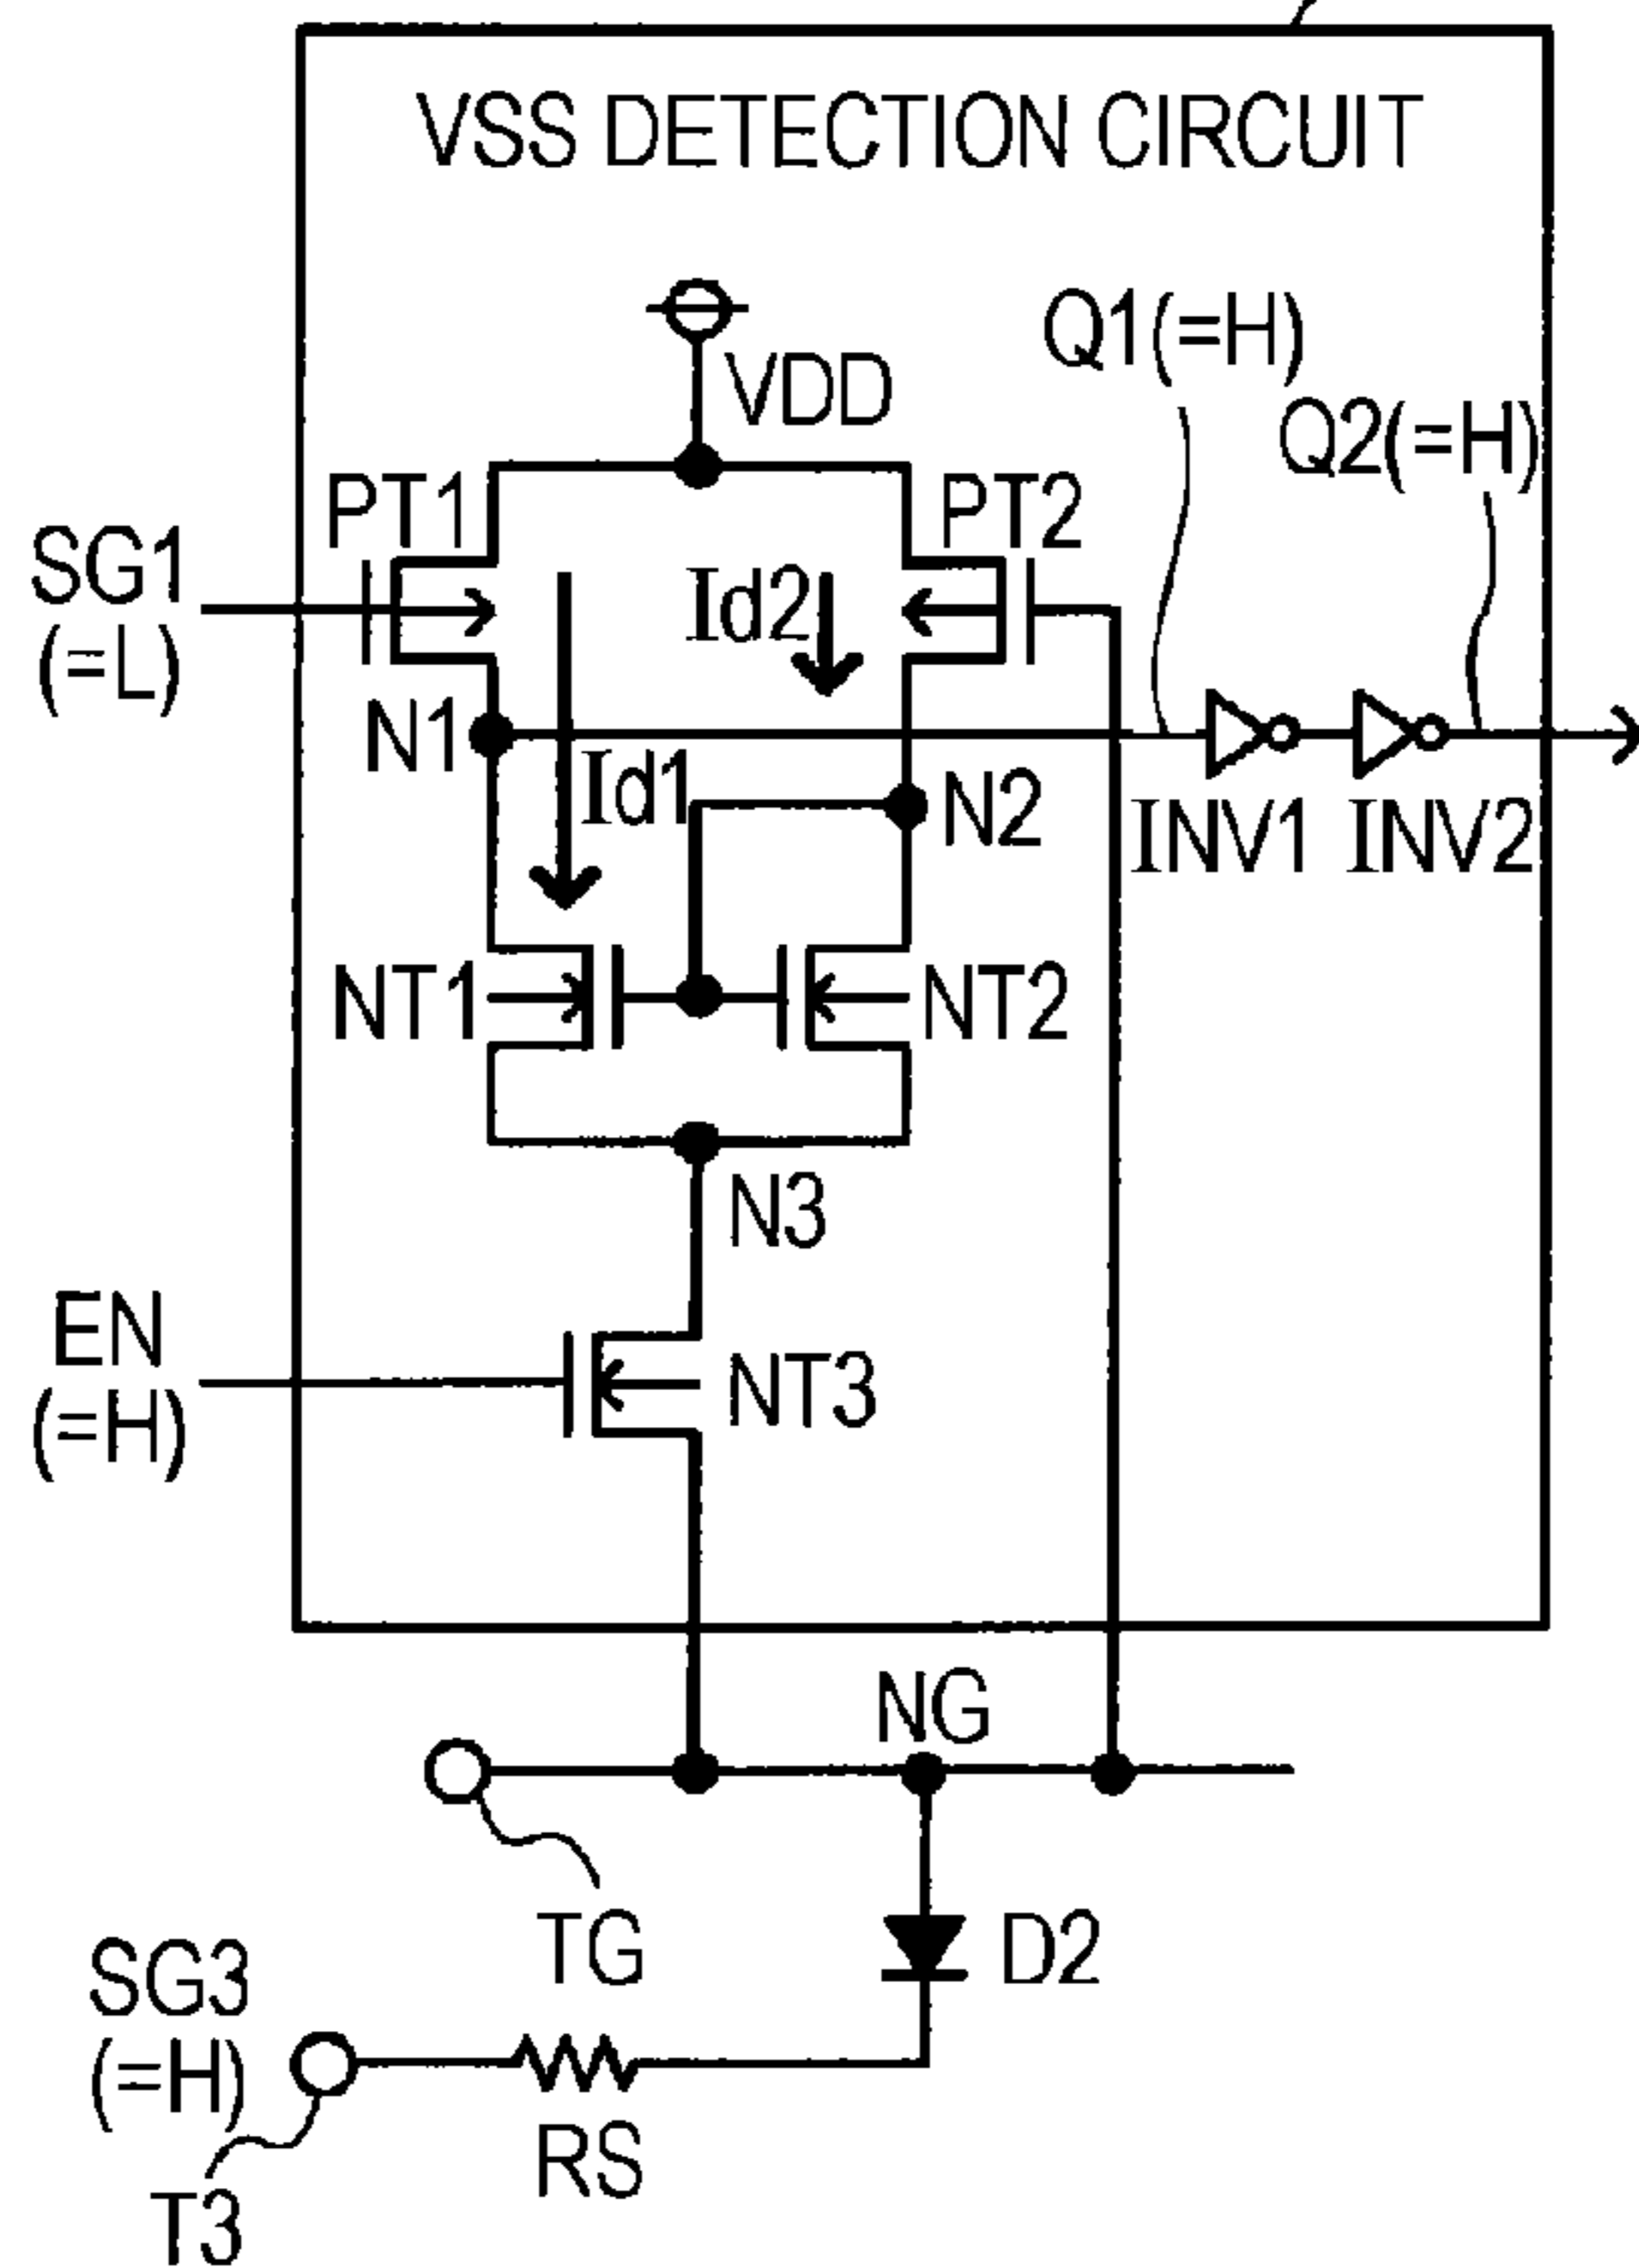 VSS DETECTION CIRCUIT
Q1(=H)
VDD
Q2(=H)
PT1
PT2
SG1
(=L)
Id2
N1
Id1
N2
INV1
INV2
NT1
NT2
N3
EN
(=H)
NT3
NG
TG
D2
SG3
(=H)
RS
T3